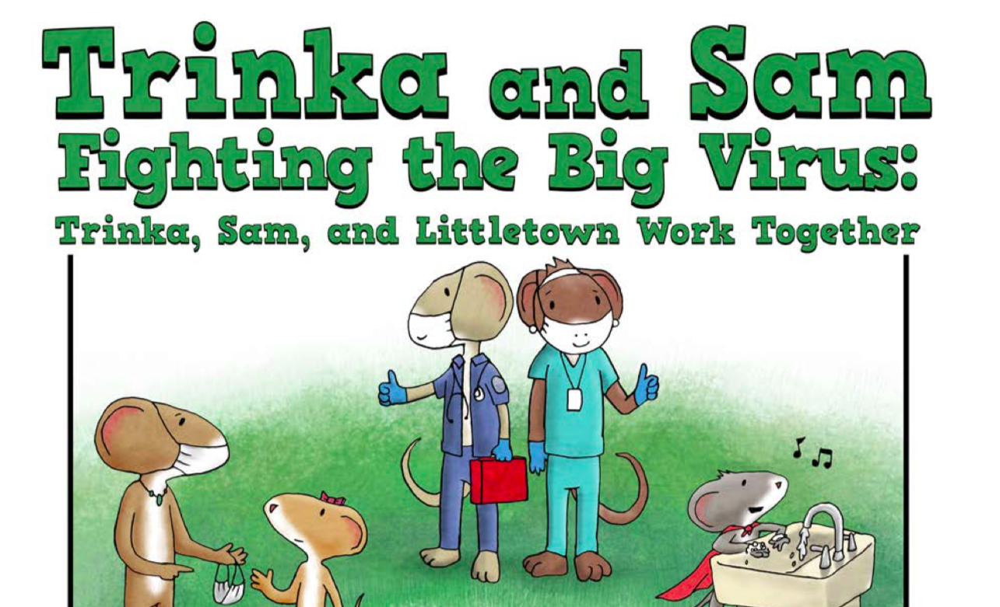 Trinka and Sam
Fighting the Big Virus:
Trinka, Sam, and Littletown Work Together